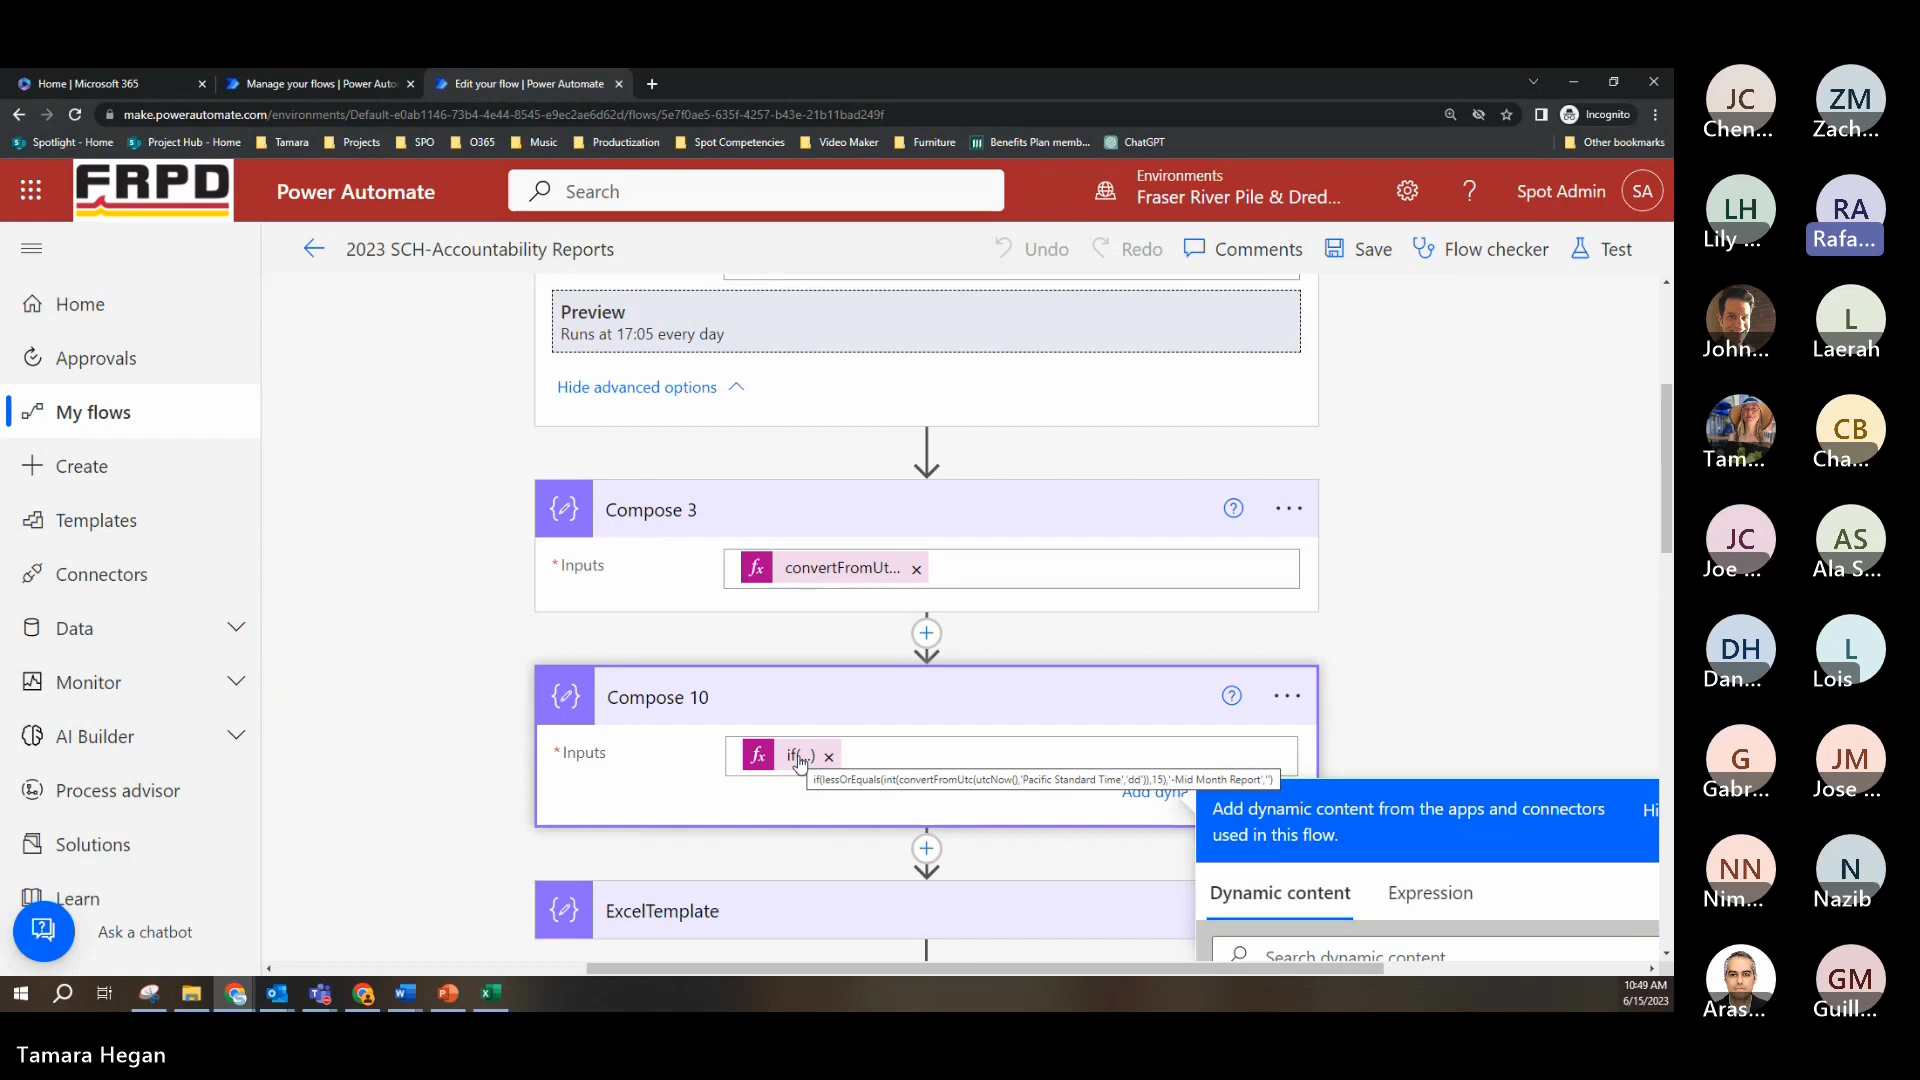 Home | Microsoft 365
Manage your flows | Power Auto
Edit your flow | Power Automate
make.powerautomate.com/environments/Default-e0ab1146-73b4-4e44-8545-e9ec2ae6d62d/flows/5e7f0ae5-635f-4257-b43e-21b11bad249f
Incognito
Spotlight - Home
Project Hub - Home
Tamara
Projects
SPO
O365
Music
Productization
Spot Competencies
Video Maker
Furniture
Benefits Plan memb...
ChatGPT
Other bookmarks
FRPD
Power Automate
Search
Environments
Fraser River Pile & Dred...
Spot Admin
SA
2023 SCH-Accountability Reports
Undo
Redo
Comments
Save
Flow checker
Test
Home
Approvals
My flows
Create
Templates
Connectors
Data
Monitor
AI Builder
Process advisor
Solutions
Learn
Ask a chatbot
Preview
Runs at 17:05 every day
Hide advanced options
Compose 3
* Inputs
fx convertFromUt...
Compose 10
* Inputs
fx if(...)
if(lessOrEquals(int(convertFromUtc(utcNow(),'Pacific Standard Time','dd')),15),'-Mid Month Report','')
Add dyna
Add dynamic content from the apps and connectors
used in this flow.
Hi
Dynamic content
Expression
Search dynamic content
ExcelTemplate
10:49 AM
6/15/2023
JC
Chen...
ZM
Zach...
LH
Lily ...
RA
Rafa...
John...
L
Laerah
Tam...
CB
Cha...
JC
Joe ...
AS
Ala S...
DH
Dan...
L
Lois
G
Gabr...
JM
Jose ...
NN
Nim...
N
Nazib
Aras...
GM
Guill...
Tamara Hegan